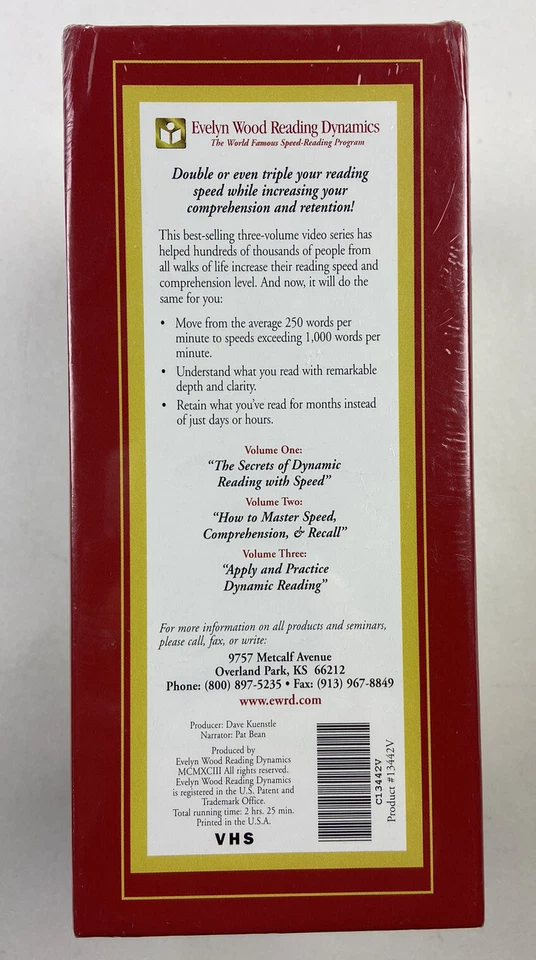 Evelyn Wood Reading Dynamics
The World Famous Speed-Reading Program
Double or even triple your reading
speed while increasing your
comprehension and retention!
This best-selling three-volume video series has
helped hundreds of thousands of people from
all walks of life increase their reading speed and
comprehension level. And now, it will do the
same for you:
• Move from the average 250 words per
minute to speeds exceeding 1,000 words per
minute.
• Understand what you read with remarkable
depth and clarity.
• Retain what you've read for months instead
of just days or hours.
Volume One:
“The Secrets of Dynamic
Reading with Speed”
Volume Two:
“How to Master Speed,
Comprehension, & Recall”
Volume Three:
“Apply and Practice
Dynamic Reading”
For more information on all products and seminars,
please call, fax, or write:
9757 Metcalf Avenue
Overland Park, KS 66212
Phone: (800) 897-5235 • Fax: (913) 967-8849
www.ewrd.com
Producer: Dave Kuenstle
Narrator: Pat Bean
Produced by
Evelyn Wood Reading Dynamics
MCMXCIII All rights reserved.
Evelyn Wood Reading Dynamics
is registered in the U.S. Patent and
Trademark Office.
Total running time: 2 hrs. 25 min.
Printed in the U.S.A.
VHS
C13442V
Product #13442V